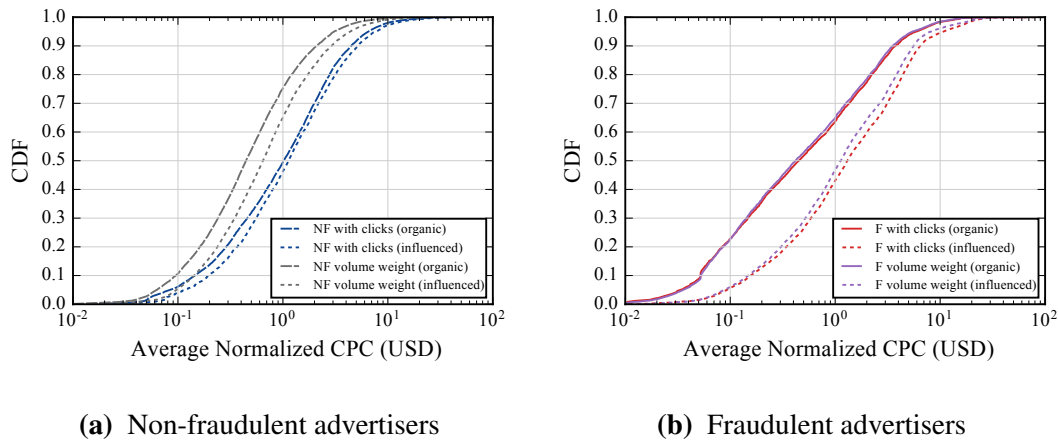 1.0
0.9
0.8
0.7
0.6
0.5
0.4
0.3
0.2
0.1
0.0
CDF
10^-2
10^-1
10^0
10^1
10^2
Average Normalized CPC (USD)
NF with clicks (organic)
NF with clicks (influenced)
NF volume weight (organic)
NF volume weight (influenced)
(a) Non-fraudulent advertisers
1.0
0.9
0.8
0.7
0.6
0.5
0.4
0.3
0.2
0.1
0.0
CDF
10^-2
10^-1
10^0
10^1
10^2
Average Normalized CPC (USD)
F with clicks (organic)
F with clicks (influenced)
F volume weight (organic)
F volume weight (influenced)
(b) Fraudulent advertisers